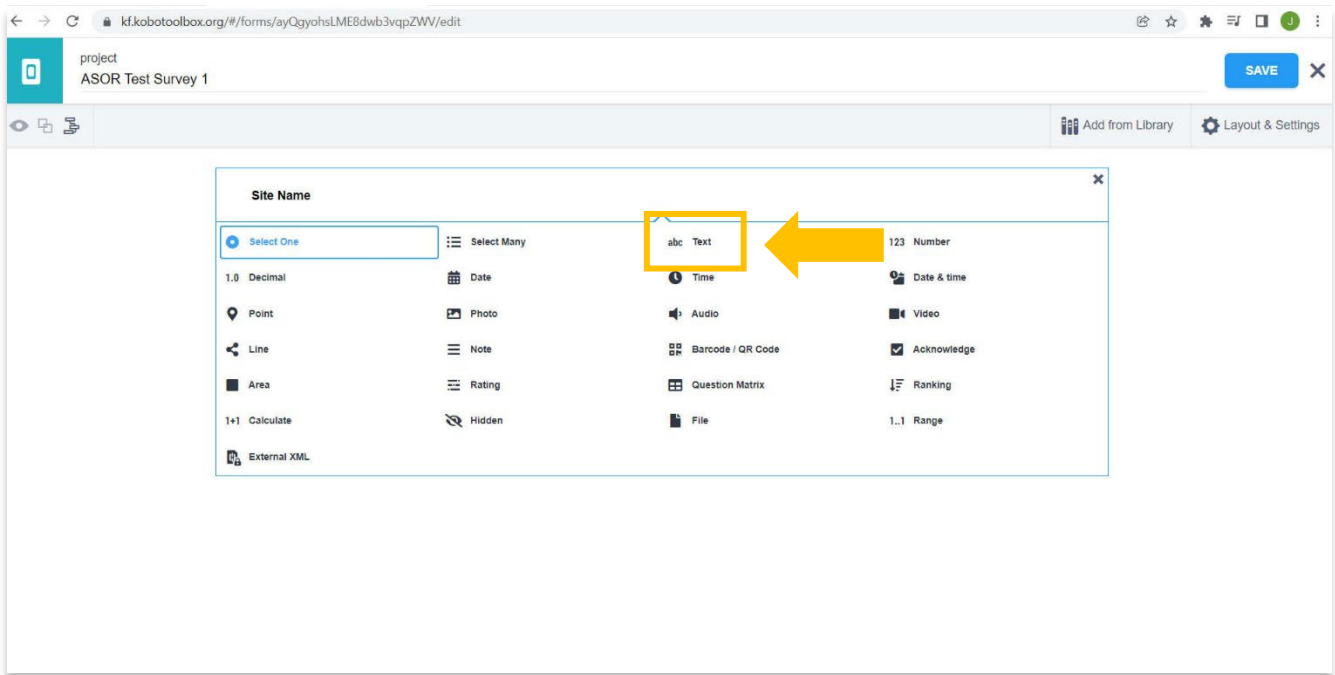 kf.kobotoolbox.org/#/forms/ayQgyohsLME8dwb3vqpZWV/edit
J
project
ASOR Test Survey 1
SAVE
Add from Library
Layout & Settings
Site Name
Select One
Select Many
abc Text
123 Number
1.0 Decimal
Date
Time
Date & time
Point
Photo
Audio
Video
Line
Note
Barcode / QR Code
Acknowledge
Area
Rating
Question Matrix
Ranking
1+1 Calculate
Hidden
File
1..1 Range
External XML